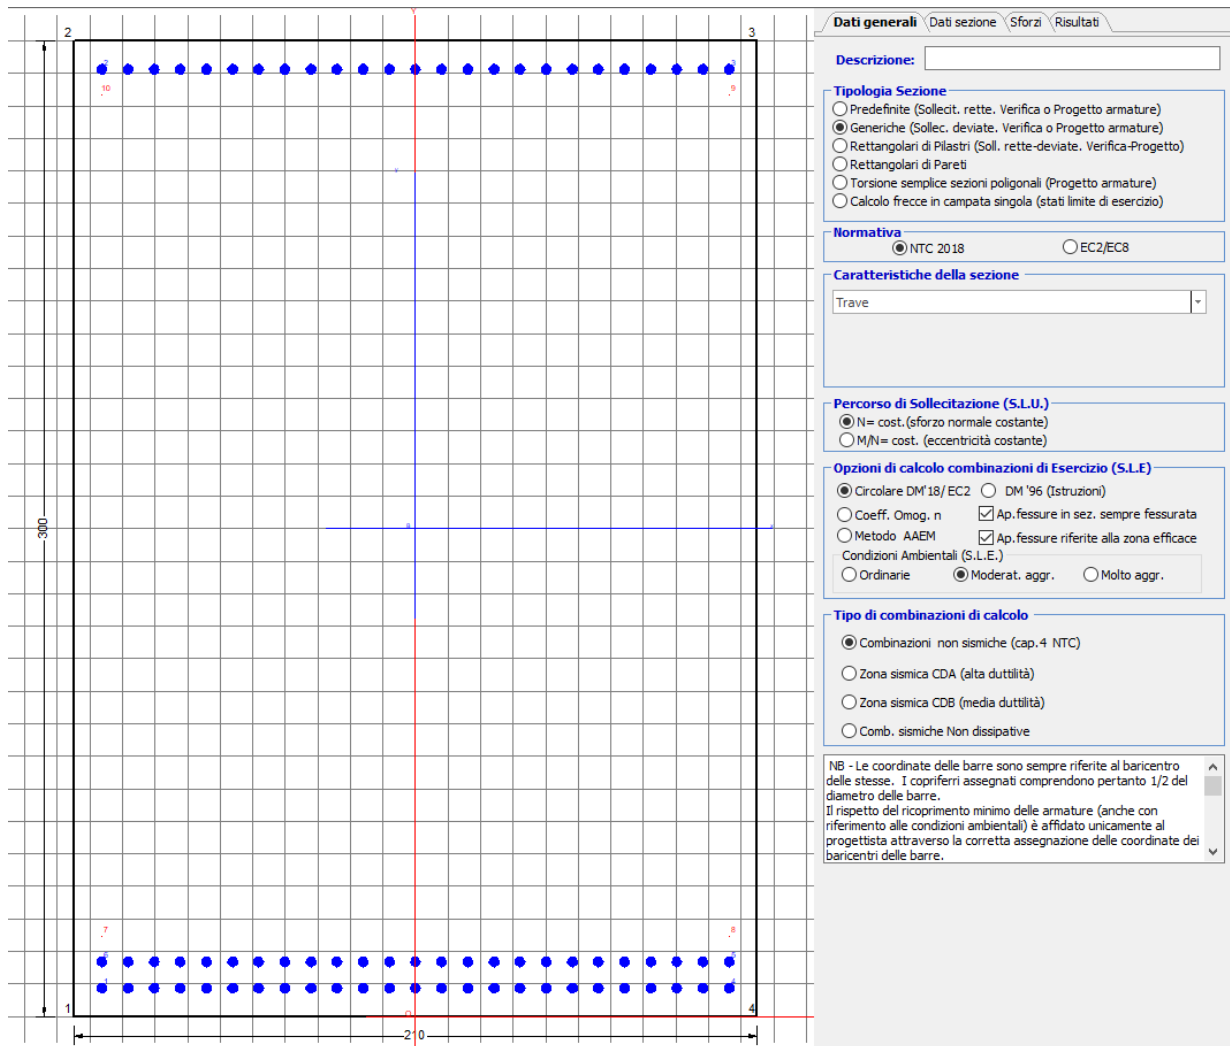 Y
2
3
2
3
10
9
300
7
8
6
5
1
4
1
4
O
210
Dati generali
Dati sezione
Sforzi
Risultati
Descrizione:
Tipologia Sezione
Predefinite (Sollecit. rette. Verifica o Progetto armature)
Generiche (Sollec. deviate. Verifica o Progetto armature)
Rettangolari di Pilastri (Soll. rette-deviate. Verifica-Progetto)
Rettangolari di Pareti
Torsione semplice sezioni poligonali (Progetto armature)
Calcolo frecce in campata singola (stati limite di esercizio)
Normativa
NTC 2018
EC2/EC8
Caratteristiche della sezione
Trave
Percorso di Sollecitazione (S.L.U.)
N= cost.(sforzo normale costante)
M/N= cost. (eccentricità costante)
Opzioni di calcolo combinazioni di Esercizio (S.L.E)
Circolare DM'18/ EC2
DM '96 (Istruzioni)
Coeff. Omog. n
Ap.fessure in sez. sempre fessurata
Metodo AAEM
Ap.fessure riferite alla zona efficace
Condizioni Ambientali (S.L.E.)
Ordinarie
Moderat. aggr.
Molto aggr.
Tipo di combinazioni di calcolo
Combinazioni non sismiche (cap.4 NTC)
Zona sismica CDA (alta duttilità)
Zona sismica CDB (media duttilità)
Comb. sismiche Non dissipative
NB - Le coordinate delle barre sono sempre riferite al baricentro
delle stesse. I copriferri assegnati comprendono pertanto 1/2 del
diametro delle barre.
Il rispetto del ricoprimento minimo delle armature (anche con
riferimento alle condizioni ambientali) è affidato unicamente al
progettista attraverso la corretta assegnazione delle coordinate dei
baricentri delle barre.